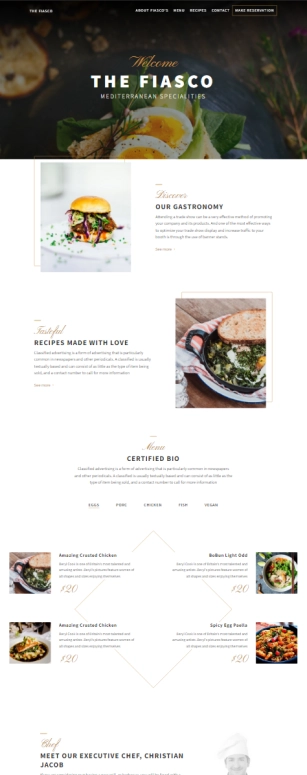 THE FIASCO
ABOUT FIASCO'S MENU RECIPES CONTACT MAKE RESERVATION
Welcome
THE FIASCO
MEDITERRANEAN SPECIALITIES
Discover
OUR GASTRONOMY
Attending a trade show can be a very effective method of promoting
your company and its products. And one of the most effective ways
to optimize your trade show display and increase traffic to your
booth is through the use of banner stands.
See more
Tasteful
RECIPES MADE WITH LOVE
Classified advertising is a form of advertising that is particularly
common in newspapers and other periodicals. A classified is usually
textually based and can consist of as little as the type of item being
sold, and a contact number to call for more information
See more
Menu
CERTIFIED BIO
Classified advertising is a form of advertising that is particularly common in newspapers
and other periodicals. A classified is usually textually based and can consist of as little as the
type of item being sold, and a contact number to call for more information
EGGS PORK CHICKEN FISH VEGAN
Amazing Crusted Chicken
$20
BoBun Light Odd
$20
Amazing Crusted Chicken
$20
Spicy Egg Paella
$20
Chef
MEET OUR EXECUTIVE CHEF, CHRISTIAN
JACOB